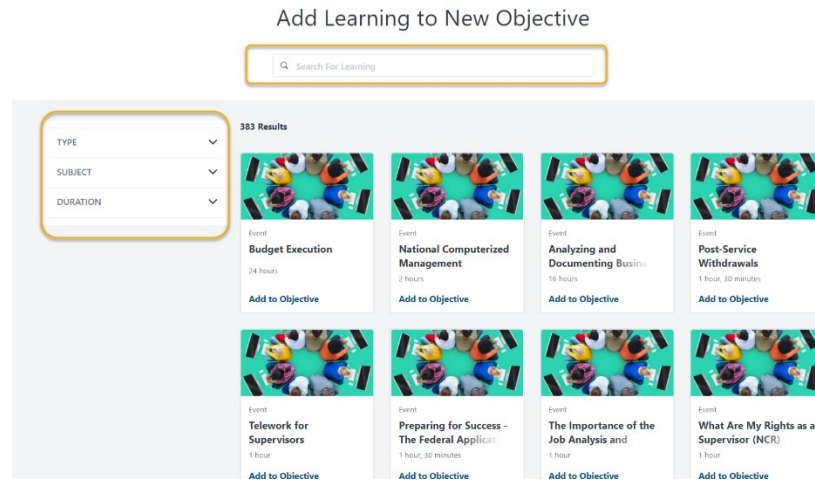 Add Learning to New Objective
Search For Learning
TYPE
SUBJECT
DURATION
383 Results
Event
Budget Execution
24 hours
Add to Objective
Event
National Computerized
Management
2 hours
Add to Objective
Event
Analyzing and
Documenting
16 hours
Add to Objective
Event
Post-Service
Withdrawals
1 hour, 30 minutes
Add to Objective
Event
Telework for
Supervisors
1 hour
Add to Objective
Event
Preparing for Success -
The Federal
1 hour, 30 minutes
Add to Objective
Event
The Importance of the
Job Analysis and
1 hour
Add to Objective
Event
What Are My Rights as a
Supervisor (NCR)
1 hour
Add to Objective